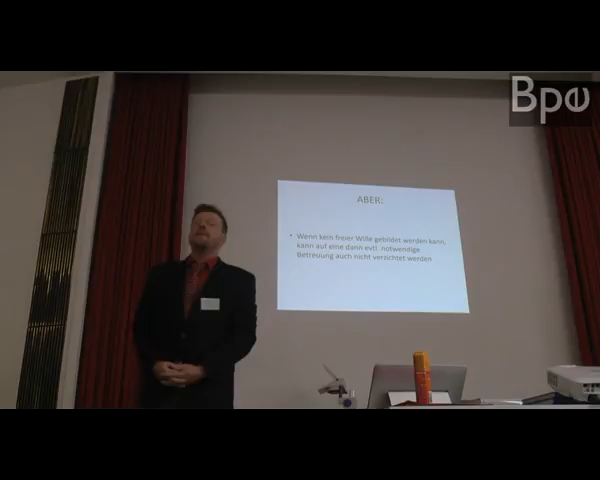 Bpe
ABER:
• Wenn kein freier Wille gebildet werden kann,
kann auf eine dann evtl. notwendige
Betreuung auch nicht verzichtet werden